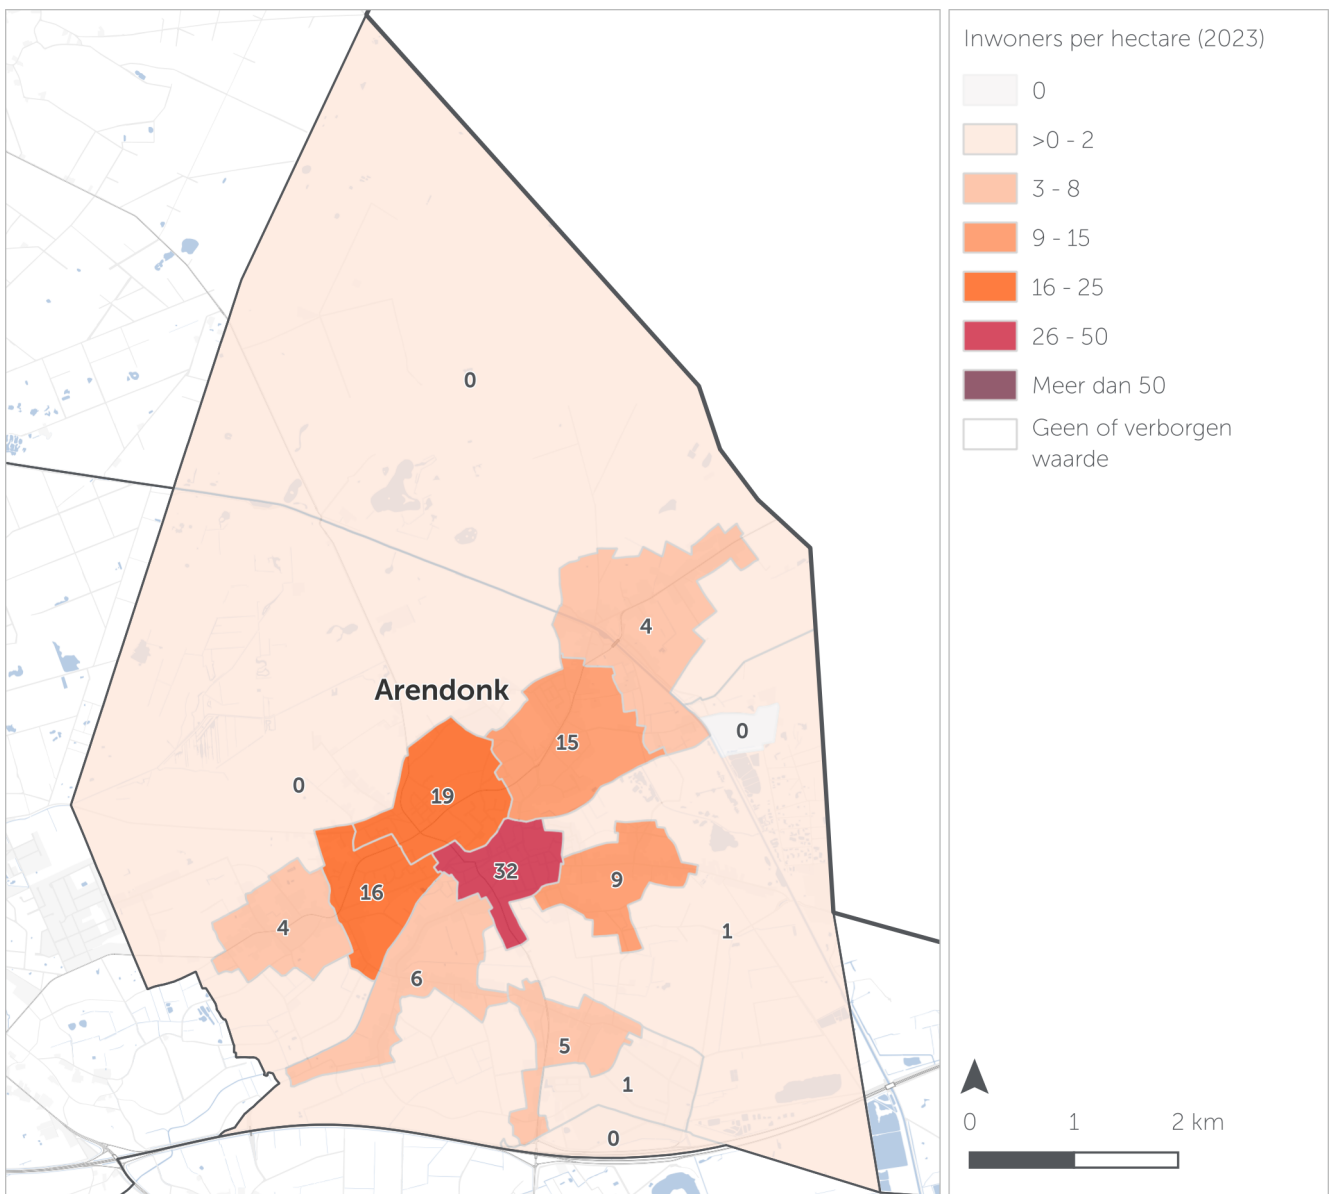 0
4
Arendonk
0
15
0
19
32
16
9
4
1
6
5
1
0
Inwoners per hectare (2023)
0
>0 - 2
3 - 8
9 - 15
16 - 25
26 - 50
Meer dan 50
Geen of verborgen
waarde
0 1 2 km